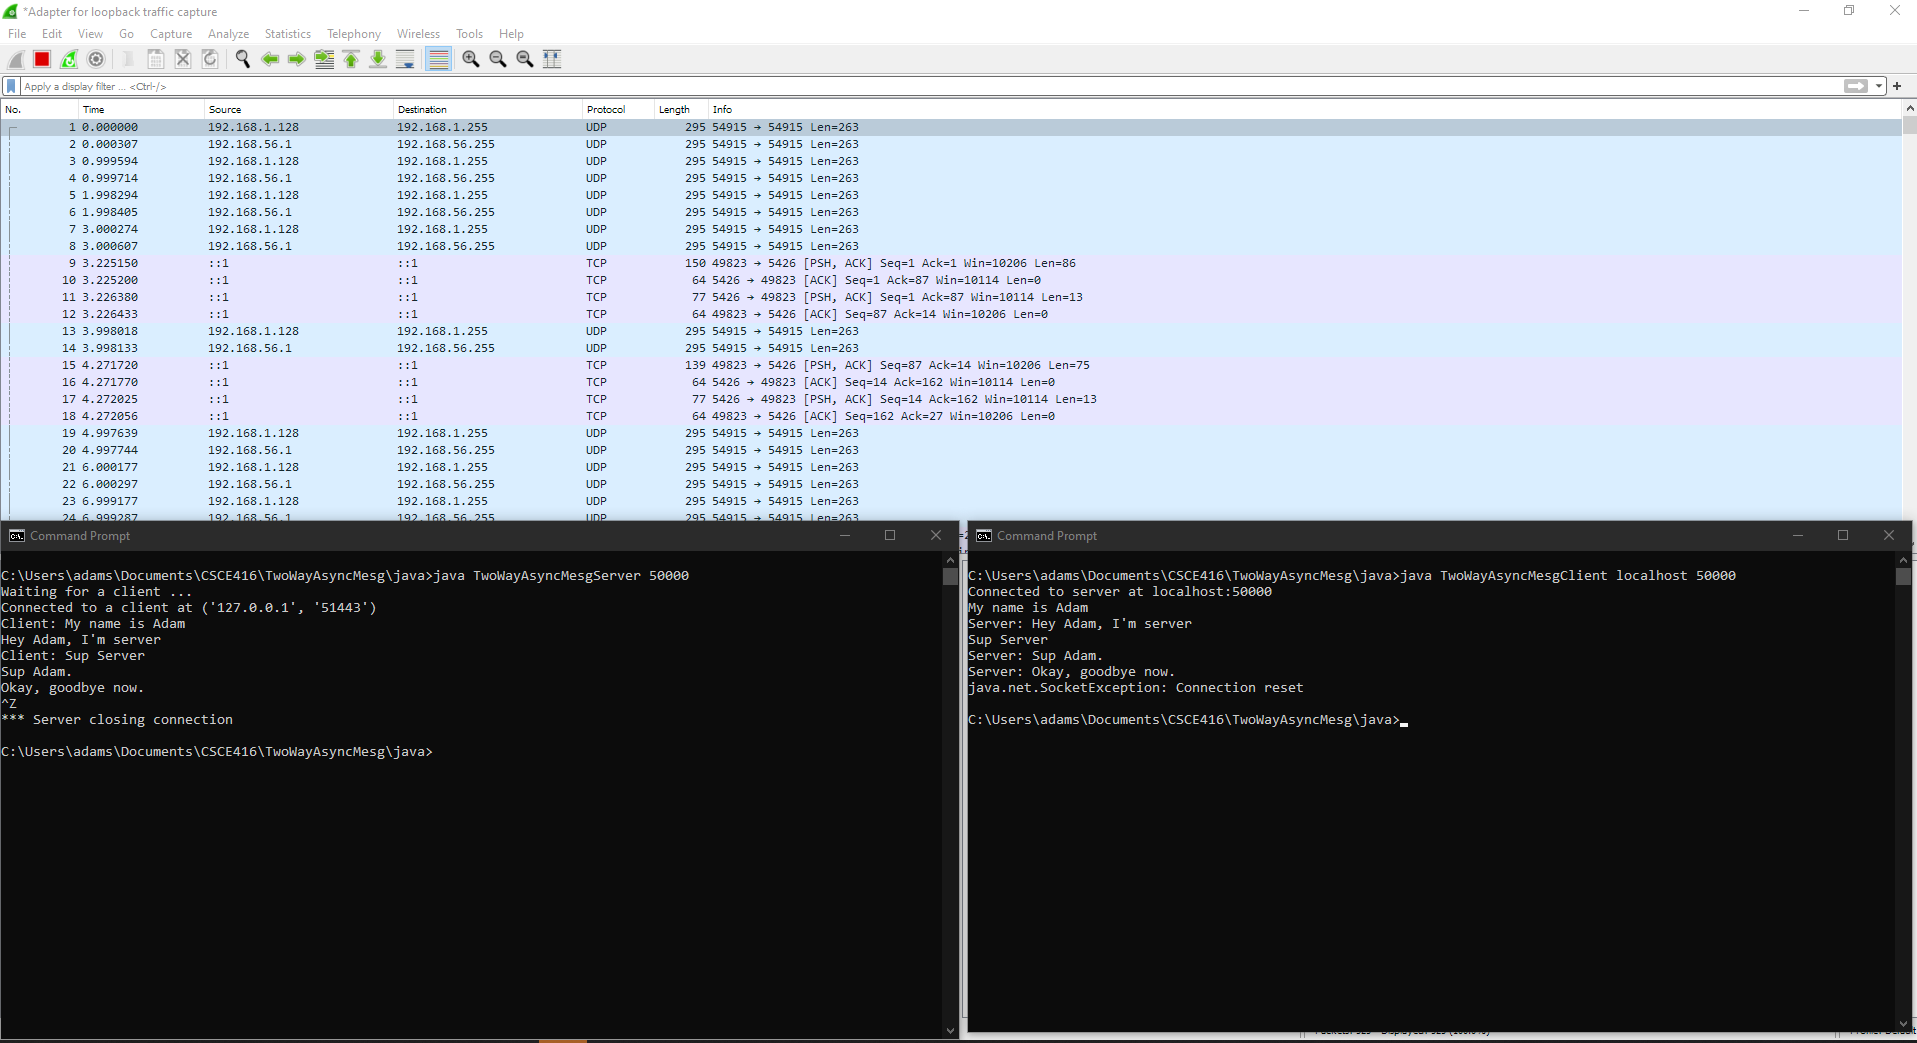 *Adapter for loopback traffic capture
File Edit View Go Capture Analyze Statistics Telephony Wireless Tools Help
Apply a display filter ... <Ctrl-/>
No. Time Source Destination Protocol Length Info
1 0.000000 192.168.1.128 192.168.1.255 UDP 295 54915 → 54915 Len=263
2 0.000307 192.168.56.1 192.168.56.255 UDP 295 54915 → 54915 Len=263
3 0.999594 192.168.1.128 192.168.1.255 UDP 295 54915 → 54915 Len=263
4 0.999714 192.168.56.1 192.168.56.255 UDP 295 54915 → 54915 Len=263
5 1.998294 192.168.1.128 192.168.1.255 UDP 295 54915 → 54915 Len=263
6 1.998405 192.168.56.1 192.168.56.255 UDP 295 54915 → 54915 Len=263
7 3.000274 192.168.1.128 192.168.1.255 UDP 295 54915 → 54915 Len=263
8 3.000607 192.168.56.1 192.168.56.255 UDP 295 54915 → 54915 Len=263
9 3.225150 ::1 ::1 TCP 150 49823 → 5426 [PSH, ACK] Seq=1 Ack=1 Win=10206 Len=86
10 3.225200 ::1 ::1 TCP 64 5426 → 49823 [ACK] Seq=1 Ack=87 Win=10114 Len=0
11 3.226380 ::1 ::1 TCP 77 5426 → 49823 [PSH, ACK] Seq=1 Ack=87 Win=10114 Len=13
12 3.226433 ::1 ::1 TCP 64 49823 → 5426 [ACK] Seq=87 Ack=14 Win=10206 Len=0
13 3.998018 192.168.1.128 192.168.1.255 UDP 295 54915 → 54915 Len=263
14 3.998133 192.168.56.1 192.168.56.255 UDP 295 54915 → 54915 Len=263
15 4.271720 ::1 ::1 TCP 139 49823 → 5426 [PSH, ACK] Seq=87 Ack=14 Win=10206 Len=75
16 4.271770 ::1 ::1 TCP 64 5426 → 49823 [ACK] Seq=14 Ack=162 Win=10114 Len=0
17 4.272025 ::1 ::1 TCP 77 5426 → 49823 [PSH, ACK] Seq=14 Ack=162 Win=10114 Len=13
18 4.272056 ::1 ::1 TCP 64 49823 → 5426 [ACK] Seq=162 Ack=27 Win=10206 Len=0
19 4.997639 192.168.1.128 192.168.1.255 UDP 295 54915 → 54915 Len=263
20 4.997744 192.168.56.1 192.168.56.255 UDP 295 54915 → 54915 Len=263
21 6.000177 192.168.1.128 192.168.1.255 UDP 295 54915 → 54915 Len=263
22 6.000297 192.168.56.1 192.168.56.255 UDP 295 54915 → 54915 Len=263
23 6.999177 192.168.1.128 192.168.1.255 UDP 295 54915 → 54915 Len=263
24 6.999287 192.168.56.1 192.168.56.255 UDP 295 54915 → 54915 Len=263
Command Prompt
C:\Users\adams\Documents\CSCE416\TwoWayAsyncMesg\java>java TwoWayAsyncMesgServer 50000
Waiting for a client ...
Connected to a client at ('127.0.0.1', '51443')
Client: My name is Adam
Hey Adam, I'm server
Client: Sup Server
Sup Adam.
Okay, goodbye now.
^Z
*** Server closing connection
C:\Users\adams\Documents\CSCE416\TwoWayAsyncMesg\java>
Command Prompt
C:\Users\adams\Documents\CSCE416\TwoWayAsyncMesg\java>java TwoWayAsyncMesgClient localhost 50000
Connected to server at localhost:50000
My name is Adam
Server: Hey Adam, I'm server
Sup Server
Server: Sup Adam.
Server: Okay, goodbye now.
java.net.SocketException: Connection reset
C:\Users\adams\Documents\CSCE416\TwoWayAsyncMesg\java>